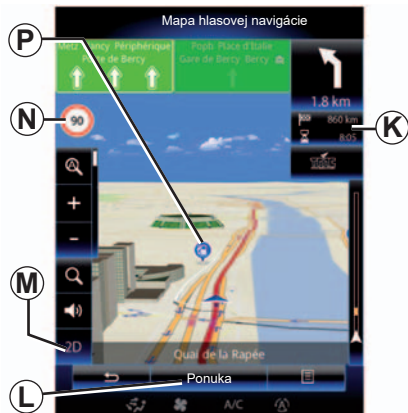 Mapa hlasovej navigácie
P
Metz Nancy Périphérique
Porte de Bercy
Popb Place d'Italie
Gare de Bercy Bercy
1.8 km
N
90
860 km
K
8:05
A
+
-
M
2D
Quai de la Rapée
L
Ponuka
A/C